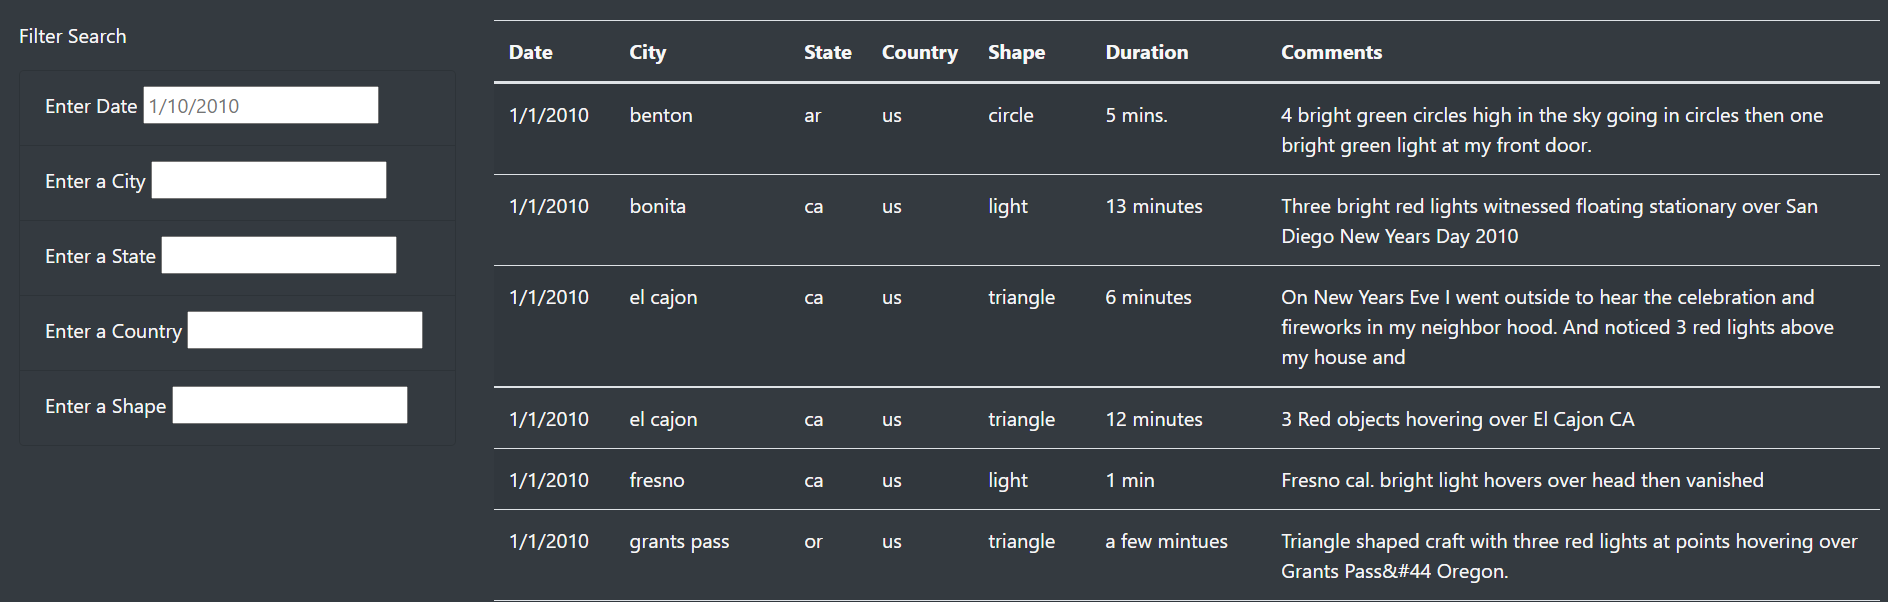 Filter Search
Enter Date 1/10/2010
Enter a City
Enter a State
Enter a Country
Enter a Shape
Date City State Country Shape Duration Comments
1/1/2010 benton ar us circle 5 mins. 4 bright green circles high in the sky going in circles then one
bright green light at my front door.
1/1/2010 bonita ca us light 13 minutes Three bright red lights witnessed floating stationary over San
Diego New Years Day 2010
1/1/2010 el cajon ca us triangle 6 minutes On New Years Eve I went outside to hear the celebration and
fireworks in my neighbor hood. And noticed 3 red lights above
my house and
1/1/2010 el cajon ca us triangle 12 minutes 3 Red objects hovering over El Cajon CA
1/1/2010 fresno ca us light 1 min Fresno cal. bright light hovers over head then vanished
1/1/2010 grants pass or us triangle a few mintues Triangle shaped craft with three red lights at points hovering over
Grants Pass&#44 Oregon.